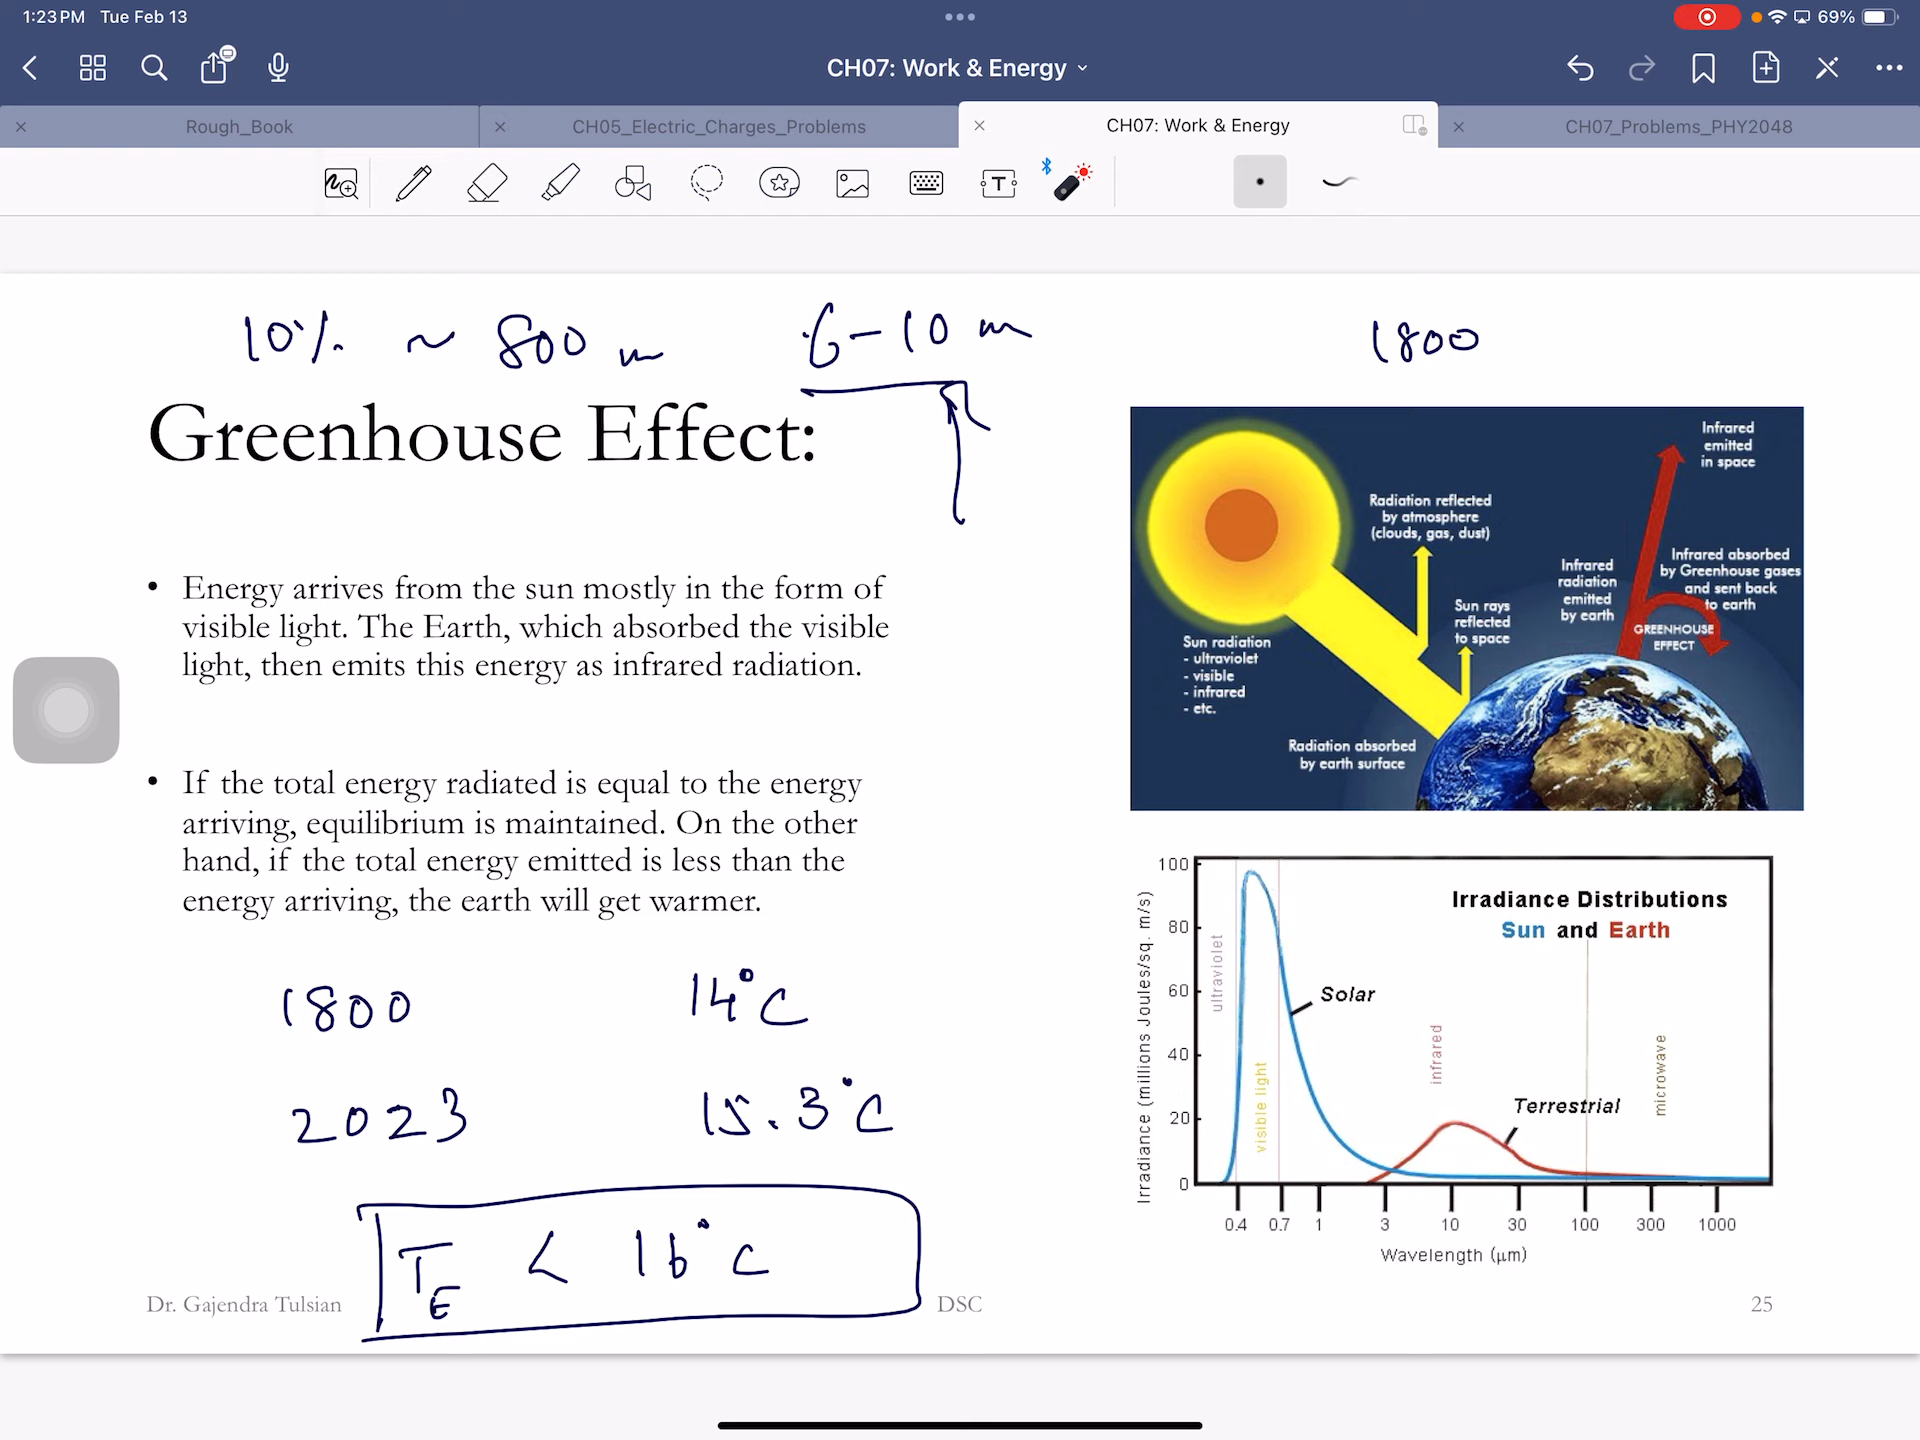 1:23 PM Tue Feb 13
69%
CH07: Work & Energy
Rough_Book
CH05_Electric_Charges_Problems
CH07: Work & Energy
CH07_Problems_PHY2048
T
10% ~ 800 m 6-10 m
1800
Greenhouse Effect:
• Energy arrives from the sun mostly in the form of
visible light. The Earth, which absorbed the visible
light, then emits this energy as infrared radiation.
• If the total energy radiated is equal to the energy
arriving, equilibrium is maintained. On the other
hand, if the total energy emitted is less than the
energy arriving, the earth will get warmer.
1800 14°C
2023 15.3°C
T_E < 16°C
Infrared
emitted
in space
Radiation reflected
by atmosphere
(clouds, gas, dust)
Infrared
radiation
emitted
by earth
Infrared absorbed
by Greenhouse gases
and sent back
to earth
GREENHOUSE
EFFECT
Sun rays
reflected
to space
Sun radiation
- ultraviolet
- visible
- infrared
- etc.
Radiation absorbed
by earth surface
Irradiance Distributions
Sun and Earth
Irradiance (millions Joules/sq. m/s)
100
80
60
40
20
0
ultraviolet
visible light
infrared
microwave
Solar
Terrestrial
0.4 0.7 1 3 10 30 100 300 1000
Wavelength (μm)
Dr. Gajendra Tulsian
DSC
25